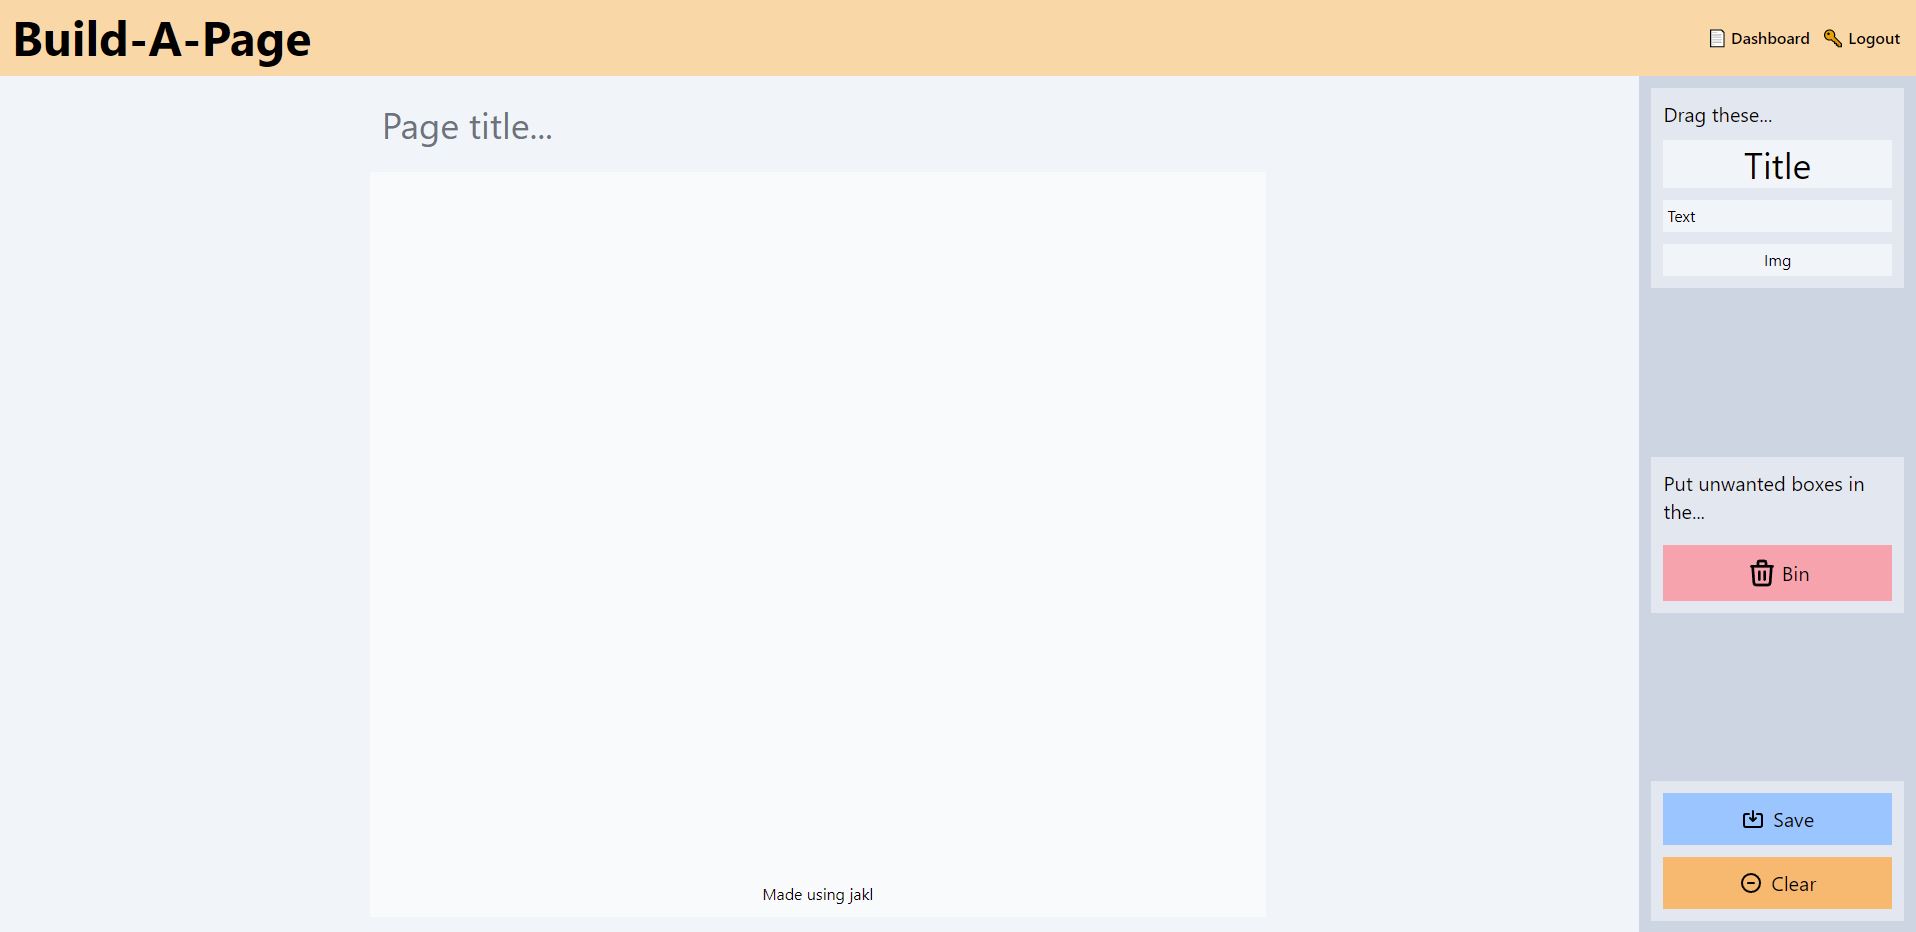 Build-A-Page
Dashboard
Logout
Page title...
Drag these...
Title
Text
Img
Put unwanted boxes in
the...
Bin
Save
Clear
Made using jakl